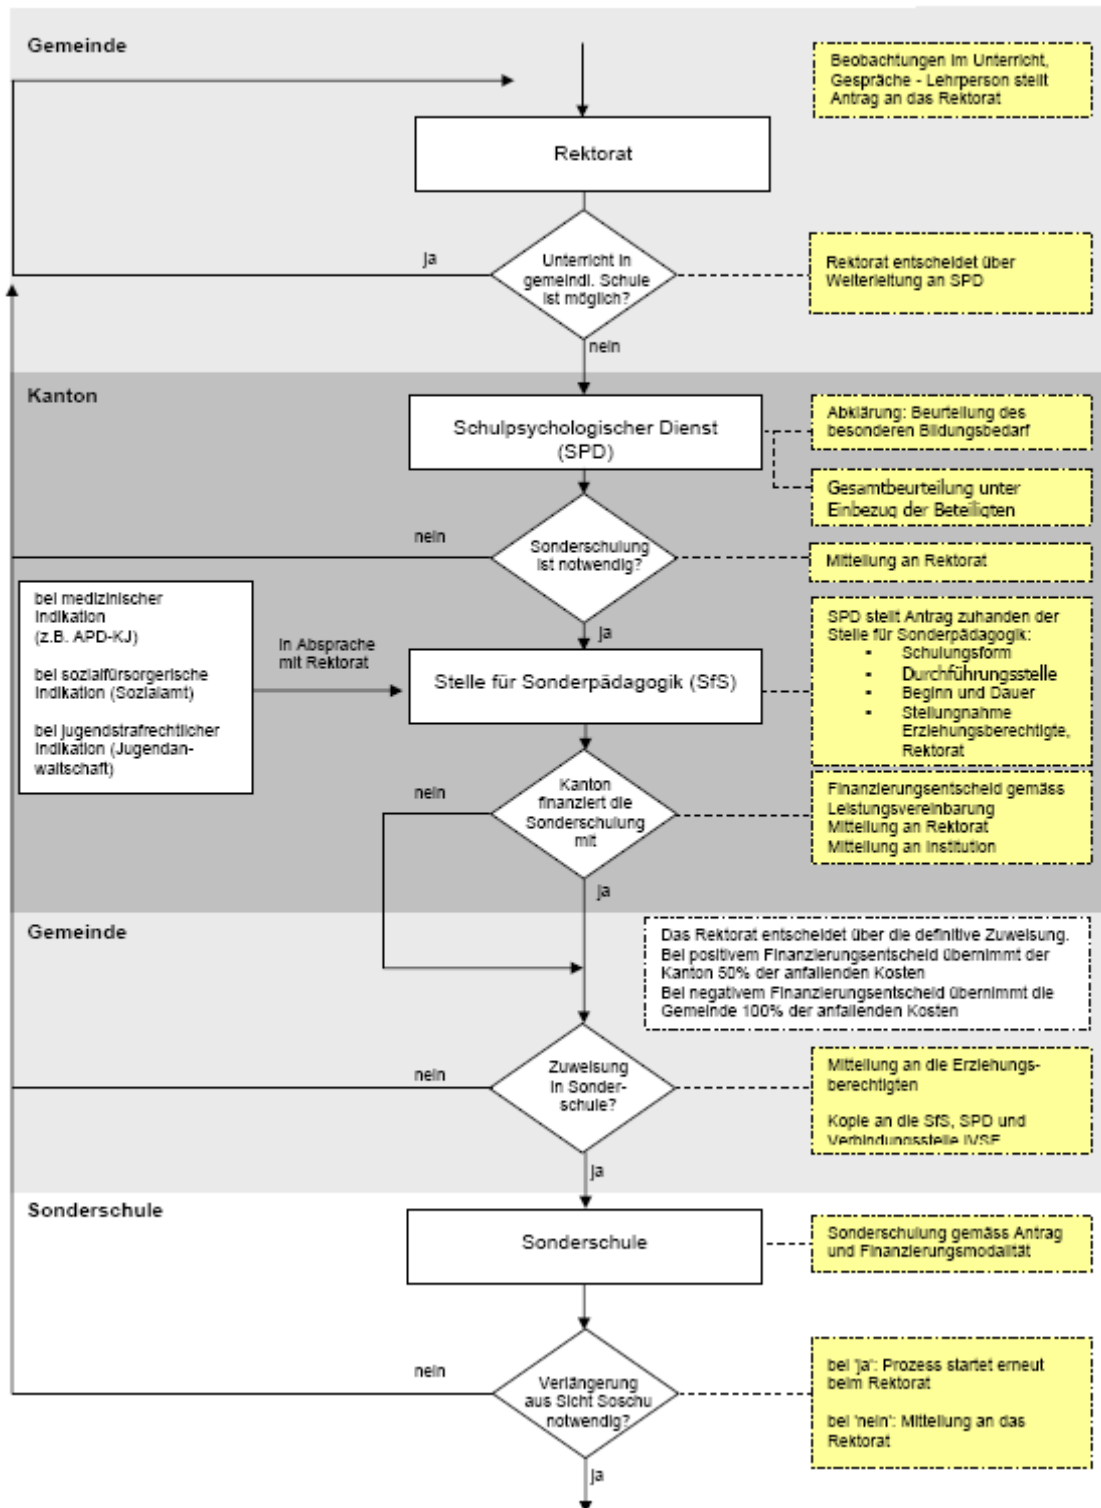 Gemeinde
Beobachtungen im Unterricht,
Gespräche - Lehrperson stellt
Antrag an das Rektorat
Rektorat
ja
Unterricht in
gemeindl. Schule
ist möglich?
Rektorat entscheidet über
Weiterleitung an SPD
nein
Kanton
Schulpsychologischer Dienst
(SPD)
Abklärung: Beurteilung des
besonderen Bildungsbedarf
Gesamtbeurteilung unter
Einbezug der Beteiligten
nein
Sonderschulung
ist notwendig?
Mitteilung an Rektorat
ja
bei medizinischer
Indikation
(z.B. APD-KJ)
bei sozialfürsorgerische
Indikation (Sozialamt)
bei jugendstrafrechtlicher
Indikation (Jugendan-
waltschaft)
In Absprache
mit Rektorat
Stelle für Sonderpädagogik (SfS)
SPD stellt Antrag zuhanden der
Stelle für Sonderpädagogik:
▪ Schulungsform
▪ Durchführungsstelle
▪ Beginn und Dauer
▪ Stellungnahme
Erziehungsberechtigte,
Rektorat
nein
Kanton
finanziert die
Sonderschulung
mit
Finanzierungsentscheid gemäss
Leistungsvereinbarung
Mitteilung an Rektorat
Mitteilung an Institution
ja
Gemeinde
Das Rektorat entscheidet über die definitive Zuweisung.
Bei positivem Finanzierungsentscheid übernimmt der
Kanton 50% der anfallenden Kosten
Bei negativem Finanzierungsentscheid übernimmt die
Gemeinde 100% der anfallenden Kosten
nein
Zuweisung
in Sonder-
schule?
Mitteilung an die Erziehungs-
berechtigten
Kopie an die SfS, SPD und
Verbindungsstelle IVSE
ja
Sonderschule
Sonderschule
Sonderschulung gemäss Antrag
und Finanzierungsmodalität
nein
Verlängerung
aus Sicht Soschu
notwendig?
bei 'ja': Prozess startet erneut
beim Rektorat
bei 'nein': Mitteilung an das
Rektorat
ja